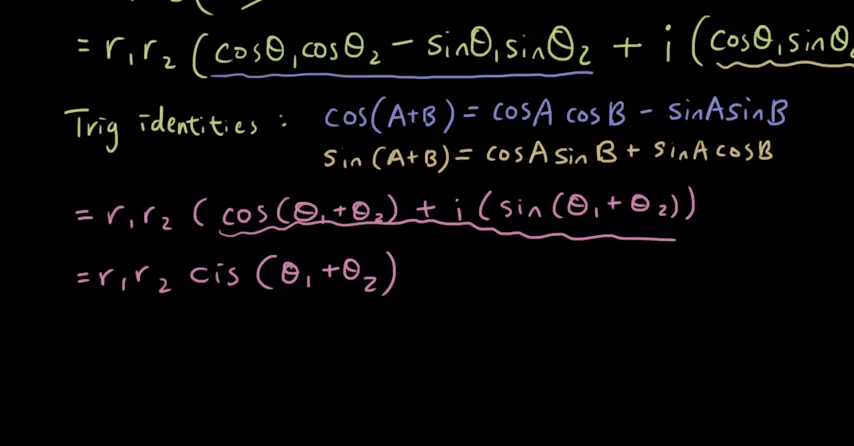 = r₁r₂ (cosθ₁cosθ₂ − sinθ₁sinθ₂ + i (cosθ₁sinθ₂
Trig identities : cos(A+B) = cosA cosB − sinAsinB
sin (A+B) = cosA sinB + sinA cosB
= r₁r₂ ( cos(θ₁+θ₂) + i (sin(θ₁+θ₂))
= r₁r₂ cis (θ₁+θ₂)